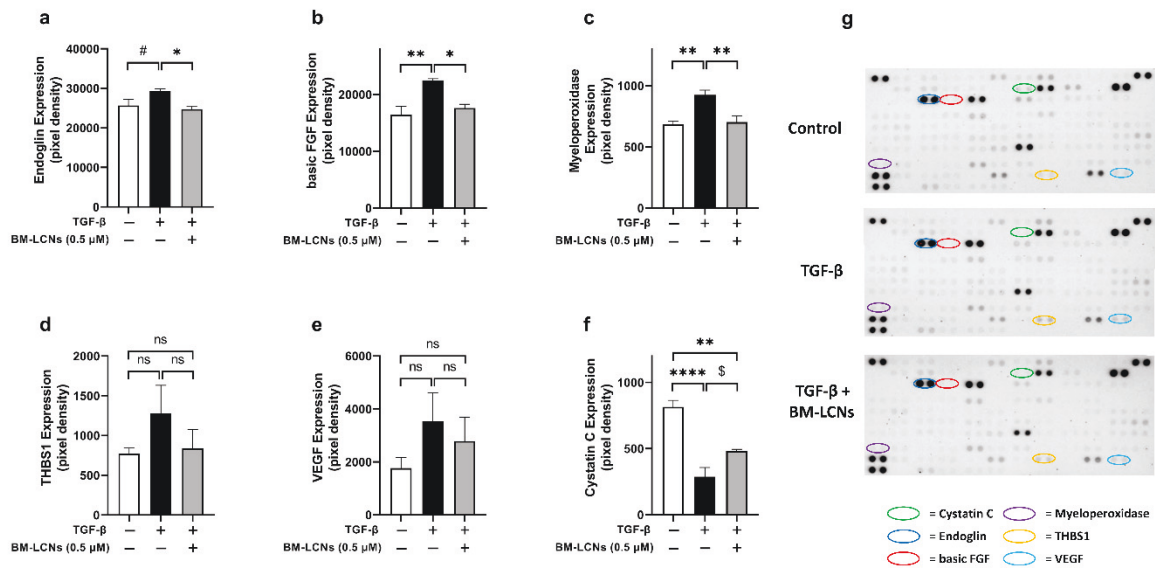 a
Endoglin Expression
(pixel density)
40000
30000
20000
10000
0
#
*
TGF-β – + +
BM-LCNs (0.5 μM) – – +
b
basic FGF Expression
(pixel density)
20000
10000
0
**
*
TGF-β – + +
BM-LCNs (0.5 μM) – – +
c
Myeloperoxidase
Expression
(pixel density)
1000
500
0
**
**
TGF-β – + +
BM-LCNs (0.5 μM) – – +
d
THBS1 Expression
(pixel density)
2000
1500
1000
500
0
ns
ns
ns
TGF-β – + +
BM-LCNs (0.5 μM) – – +
e
VEGF Expression
(pixel density)
6000
4000
2000
0
ns
ns
ns
TGF-β – + +
BM-LCNs (0.5 μM) – – +
f
Cystatin C Expression
(pixel density)
1000
500
0
**
****
$
TGF-β – + +
BM-LCNs (0.5 μM) – – +
g
Control
TGF-β
TGF-β +
BM-LCNs
= Cystatin C
= Myeloperoxidase
= Endoglin
= THBS1
= basic FGF
= VEGF